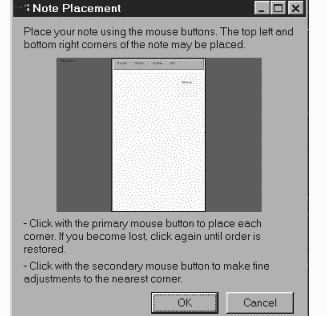 Note Placement
Place your note using the mouse buttons. The top left and
bottom right corners of the note may be placed.
- Click with the primary mouse button to place each
corner. If you become lost, click again until order is
restored.
- Click with the secondary mouse button to make fine
adjustments to the nearest corner.
OK
Cancel